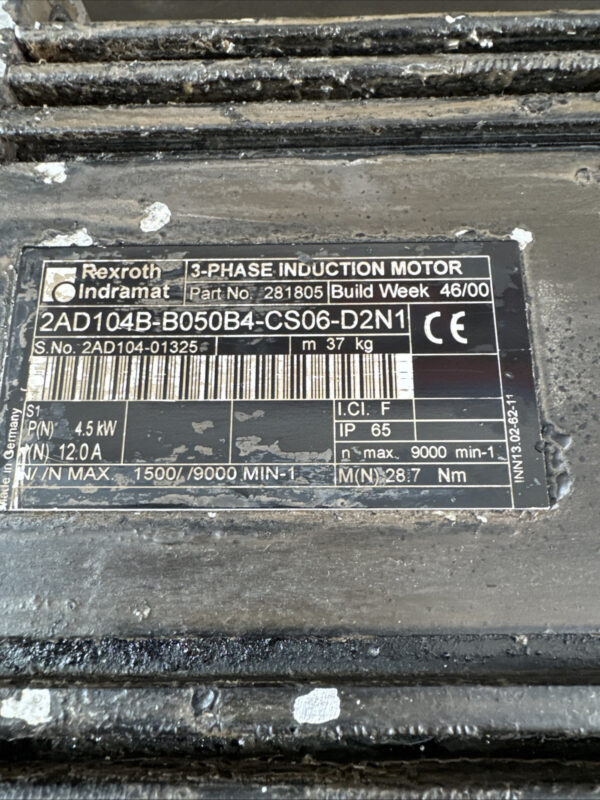 Rexroth
Indramat
3-PHASE INDUCTION MOTOR
Part No. 281805
Build Week 46/00
2AD104B-B050B4-CS06-D2N1
CE
S.No. 2AD104-01325
m 37 kg
S1
P(N) 4.5 kW
(N) 12.0 A
I.Cl. F
IP 65
n max. 9000 min-1
N/ /N MAX. 1500/ /9000 MIN-1
M(N) 28.7 Nm
Made in Germany
INN13.02-62-11